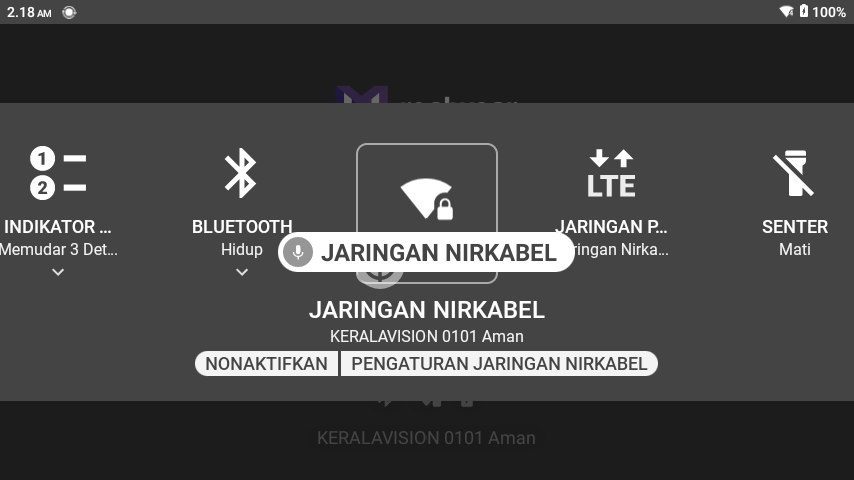 2.18 AM
100%
1
2
LTE
INDIKATOR ...
BLUETOOTH
JARINGAN P...
SENTER
Memudar 3 Det...
Hidup
JARINGAN NIRKABEL
ringan Nirka...
Mati
JARINGAN NIRKABEL
KERALAVISION 0101 Aman
NONAKTIFKAN
PENGATURAN JARINGAN NIRKABEL
KERALAVISION 0101 Aman